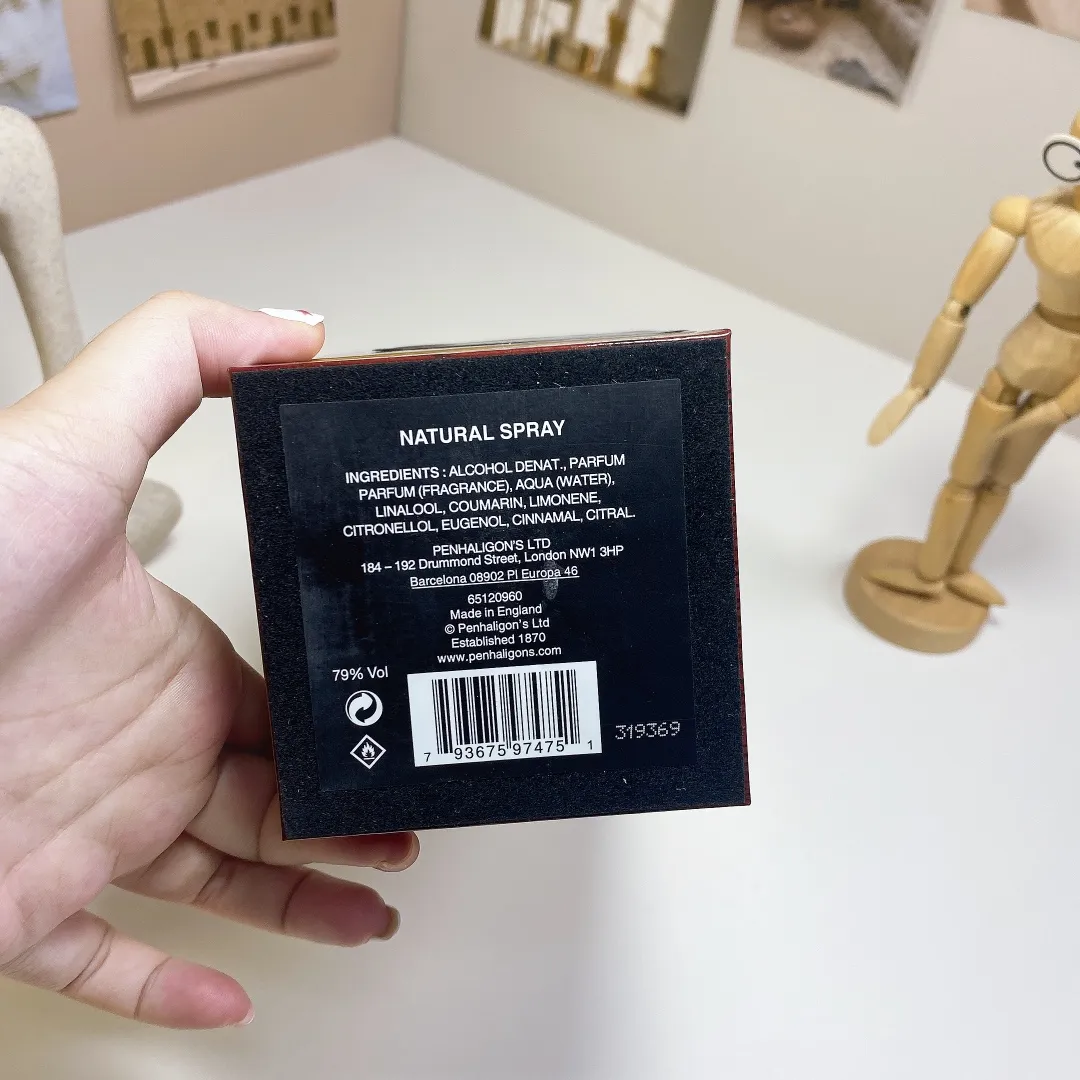 NATURAL SPRAY
INGREDIENTS : ALCOHOL DENAT., PARFUM
PARFUM (FRAGRANCE), AQUA (WATER),
LINALOOL, COUMARIN, LIMONENE,
CITRONELLOL, EUGENOL, CINNAMAL, CITRAL.
PENHALIGON'S LTD
184 – 192 Drummond Street, London NW1 3HP
Barcelona 08902 Pl Europa 46
65120960
Made in England
© Penhaligon's Ltd
Established 1870
www.penhaligons.com
79% Vol
7 93675 97475 1
319369